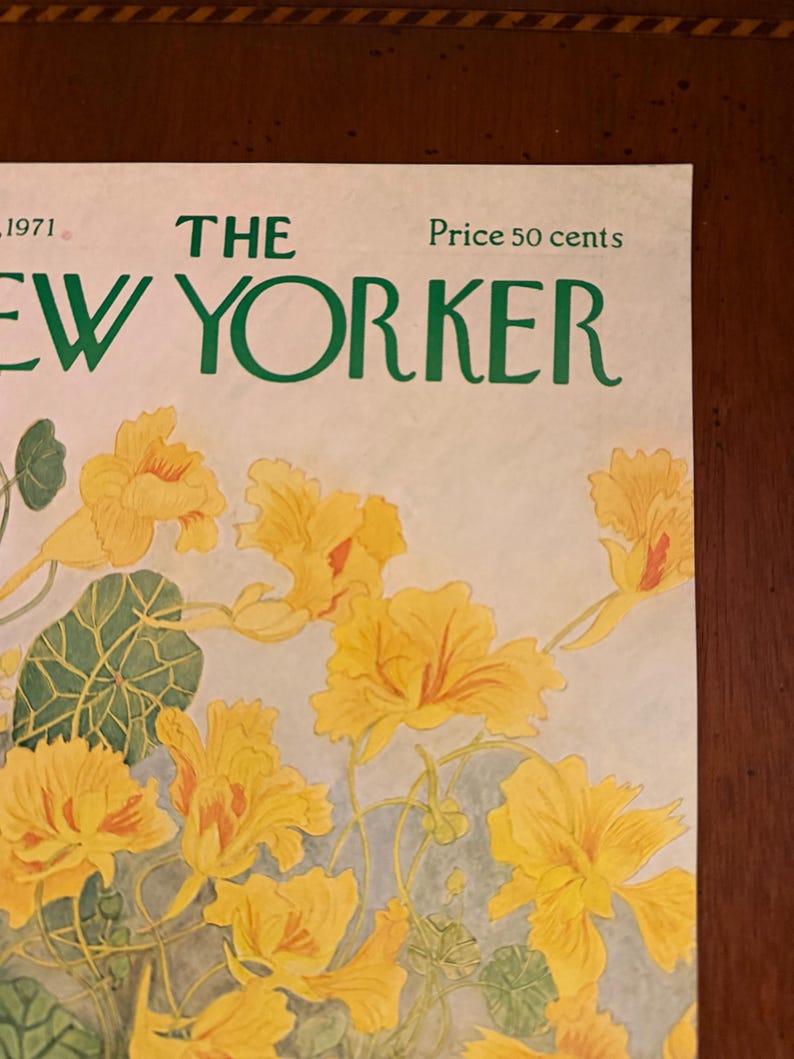 ,1971
THE
Price 50 cents
EW YORKER